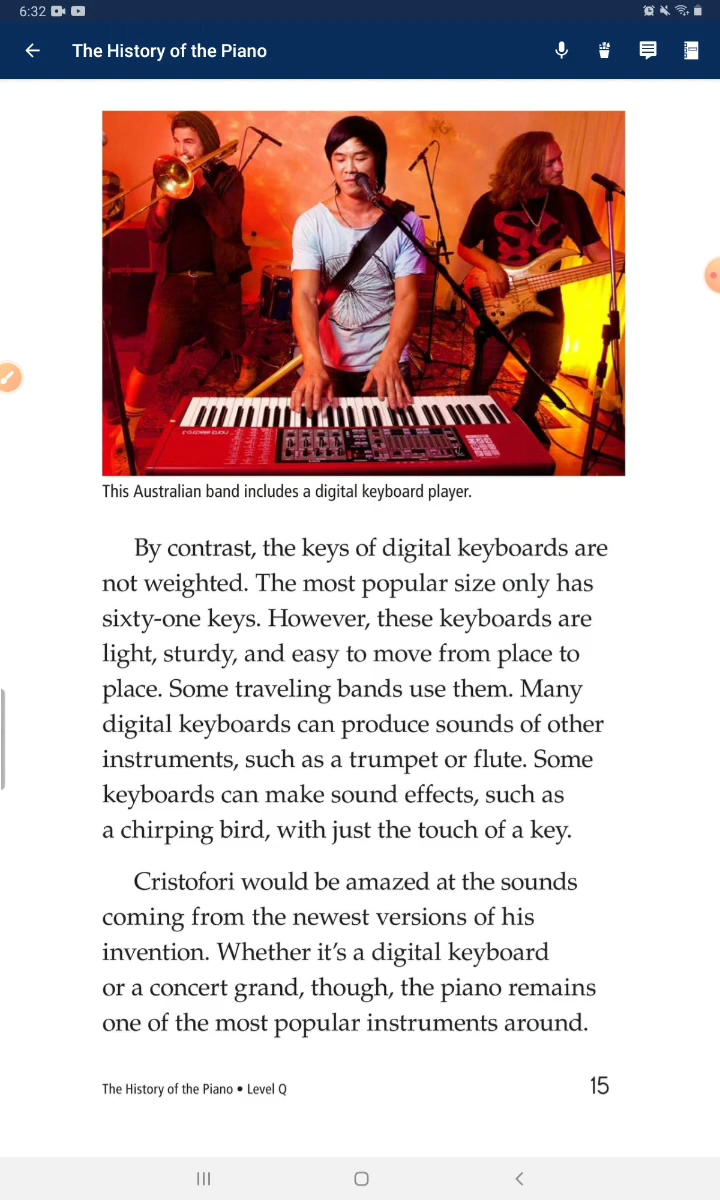 6:32
The History of the Piano
This Australian band includes a digital keyboard player.
By contrast, the keys of digital keyboards are
not weighted. The most popular size only has
sixty-one keys. However, these keyboards are
light, sturdy, and easy to move from place to
place. Some traveling bands use them. Many
digital keyboards can produce sounds of other
instruments, such as a trumpet or flute. Some
keyboards can make sound effects, such as
a chirping bird, with just the touch of a key.
Cristofori would be amazed at the sounds
coming from the newest versions of his
invention. Whether it’s a digital keyboard
or a concert grand, though, the piano remains
one of the most popular instruments around.
The History of the Piano • Level Q
15